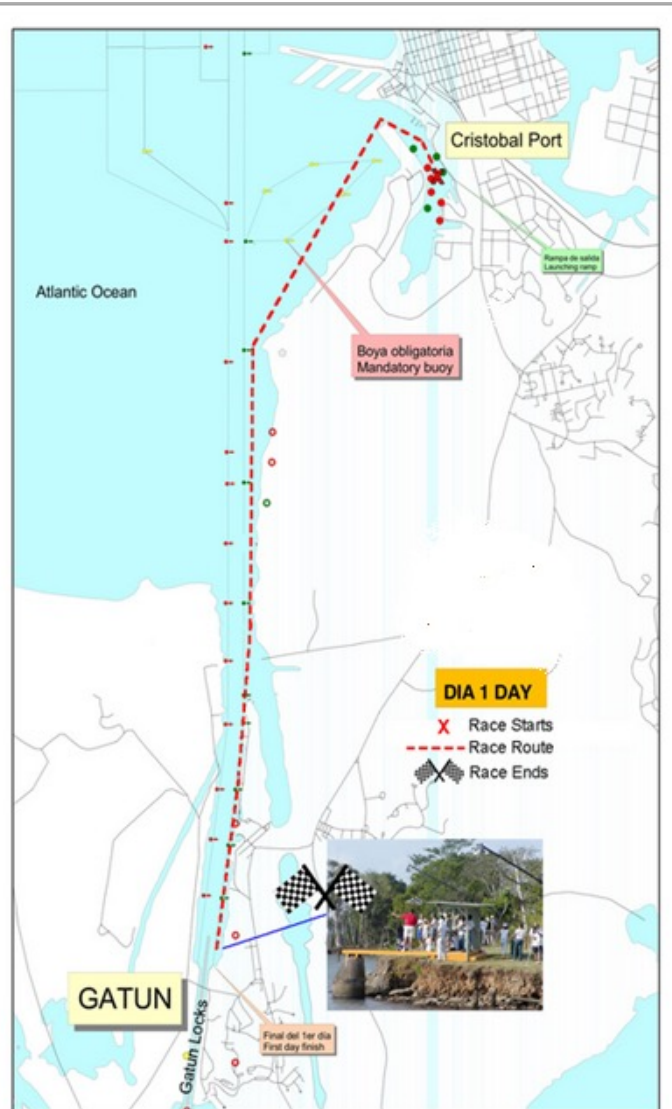 Cristobal Port
Rampa de salida
Launching ramp
Atlantic Ocean
Boya obligatoria
Mandatory buoy
DIA 1 DAY
X Race Starts
Race Route
Race Ends
GATUN
Gatun Locks
Final del 1er día
First day finish